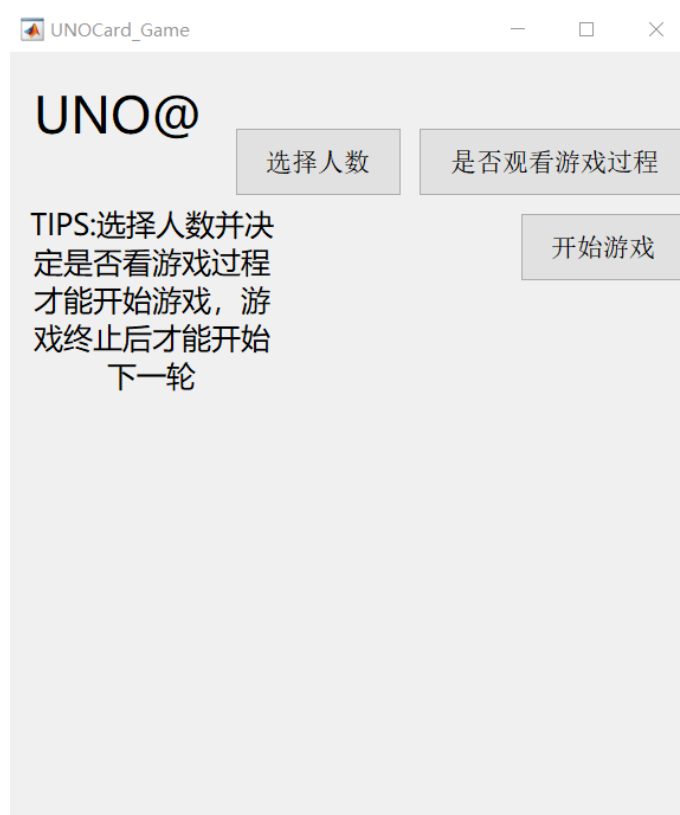 UNOCard_Game
UNO@
选择人数
是否观看游戏过程
TIPS:选择人数并决
定是否看游戏过程
才能开始游戏，游
戏终止后才能开始
下一轮
开始游戏